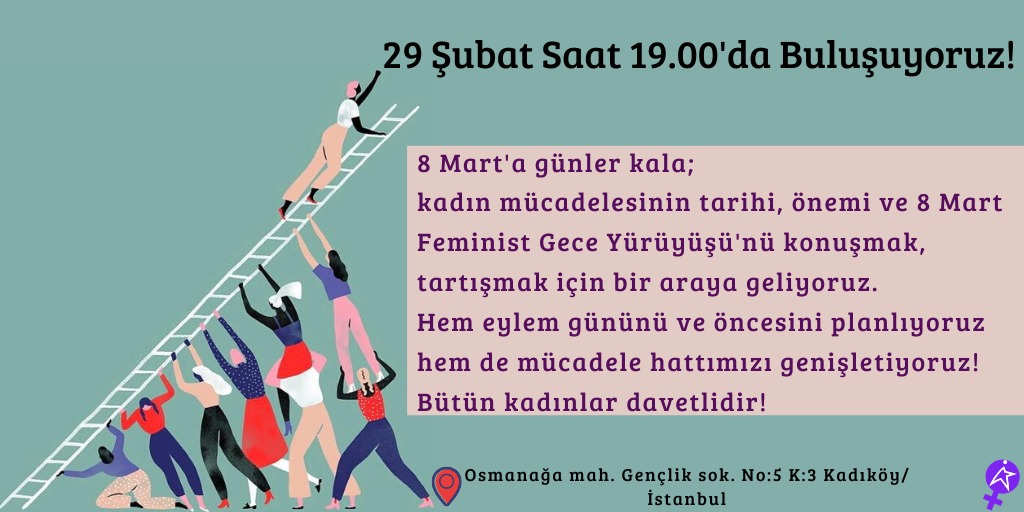 29 Şubat Saat 19.00'da Buluşuyoruz!
8 Mart'a günler kala;
kadın mücadelesinin tarihi, önemi ve 8 Mart
Feminist Gece Yürüyüşü'nü konuşmak,
tartışmak için bir araya geliyoruz.
Hem eylem gününü ve öncesini planlıyoruz
hem de mücadele hattımızı genişletiyoruz!
Bütün kadınlar davetlidir!
Osmanağa mah. Gençlik sok. No:5 K:3 Kadıköy/
İstanbul